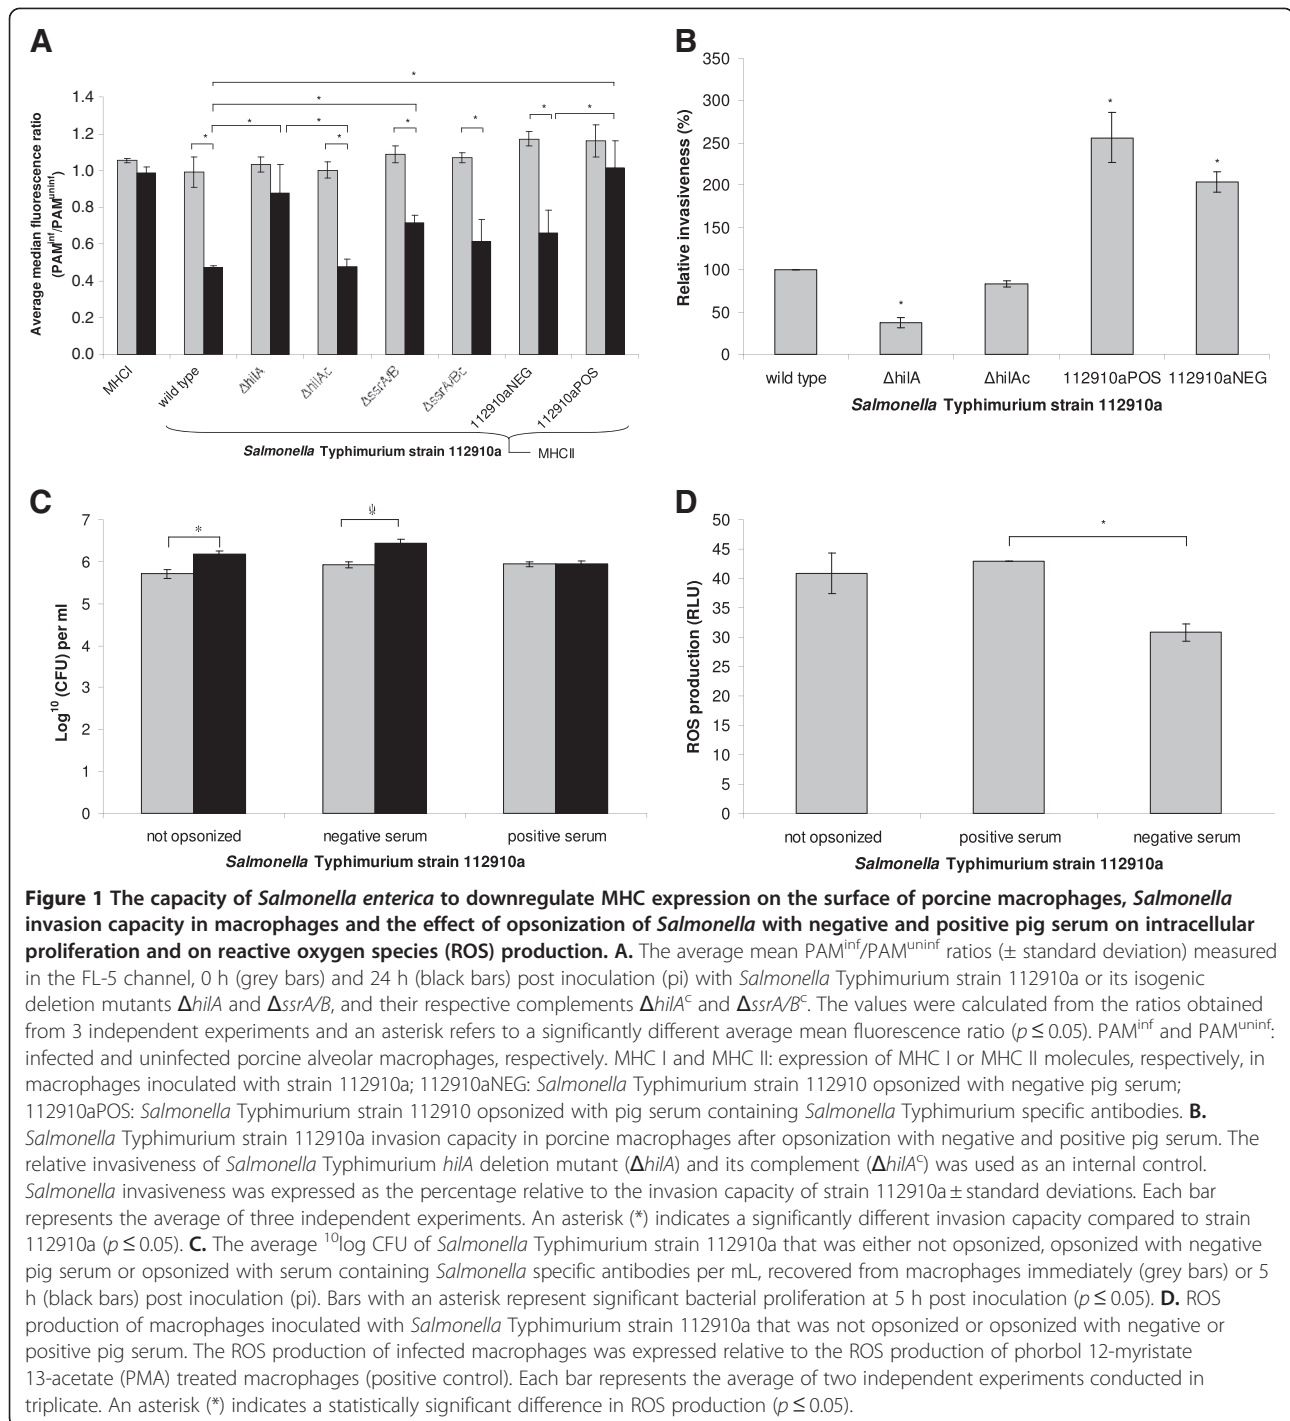 A
Average median fluorescence ratio
(PAM^inf/PAM^uninf)
1.4
1.2
1.0
0.8
0.6
0.4
0.2
0.0
*
*
*
*
*
*
*
*
*
*
MHCI
wild type
ΔhilA
ΔhilAc
ΔssrA/B
ΔssrA/Bc
112910aNEG
112910aPOS
Salmonella Typhimurium strain 112910a
MHCII
B
Relative invasiveness (%)
350
300
250
200
150
100
50
0
*
*
*
wild type
ΔhilA
ΔhilAc
112910aPOS
112910aNEG
Salmonella Typhimurium strain 112910a
C
Log^10 (CFU) per ml
7
6
5
4
3
2
1
0
*
not opsonized
negative serum
positive serum
Salmonella Typhimurium strain 112910a
D
ROS production (RLU)
50
45
40
35
30
25
20
15
10
5
0
*
not opsonized
positive serum
negative serum
Salmonella Typhimurium strain 112910a
Figure 1 The capacity of Salmonella enterica to downregulate MHC expression on the surface of porcine macrophages, Salmonella
invasion capacity in macrophages and the effect of opsonization of Salmonella with negative and positive pig serum on intracellular
proliferation and on reactive oxygen species (ROS) production. A. The average mean PAM^inf/PAM^uninf ratios (± standard deviation) measured
in the FL-5 channel, 0 h (grey bars) and 24 h (black bars) post inoculation (pi) with Salmonella Typhimurium strain 112910a or its isogenic
deletion mutants ΔhilA and ΔssrA/B, and their respective complements ΔhilA^c and ΔssrA/B^c. The values were calculated from the ratios obtained
from 3 independent experiments and an asterisk refers to a significantly different average mean fluorescence ratio (p ≤ 0.05). PAM^inf and PAM^uninf:
infected and uninfected porcine alveolar macrophages, respectively. MHC I and MHC II: expression of MHC I or MHC II molecules, respectively, in
macrophages inoculated with strain 112910a; 112910aNEG: Salmonella Typhimurium strain 112910 opsonized with negative pig serum;
112910aPOS: Salmonella Typhimurium strain 112910 opsonized with pig serum containing Salmonella Typhimurium specific antibodies. B.
Salmonella Typhimurium strain 112910a invasion capacity in porcine macrophages after opsonization with negative and positive pig serum. The
relative invasiveness of Salmonella Typhimurium hilA deletion mutant (ΔhilA) and its complement (ΔhilA^c) was used as an internal control.
Salmonella invasiveness was expressed as the percentage relative to the invasion capacity of strain 112910a ± standard deviations. Each bar
represents the average of three independent experiments. An asterisk (*) indicates a significantly different invasion capacity compared to strain
112910a (p ≤ 0.05). C. The average ^10log CFU of Salmonella Typhimurium strain 112910a that was either not opsonized, opsonized with negative
pig serum or opsonized with serum containing Salmonella specific antibodies per mL, recovered from macrophages immediately (grey bars) or 5
h (black bars) post inoculation (pi). Bars with an asterisk represent significant bacterial proliferation at 5 h post inoculation (p ≤ 0.05). D. ROS
production of macrophages inoculated with Salmonella Typhimurium strain 112910a that was not opsonized or opsonized with negative or
positive pig serum. The ROS production of infected macrophages was expressed relative to the ROS production of phorbol 12-myristate
13-acetate (PMA) treated macrophages (positive control). Each bar represents the average of two independent experiments conducted in
triplicate. An asterisk (*) indicates a statistically significant difference in ROS production (p ≤ 0.05).